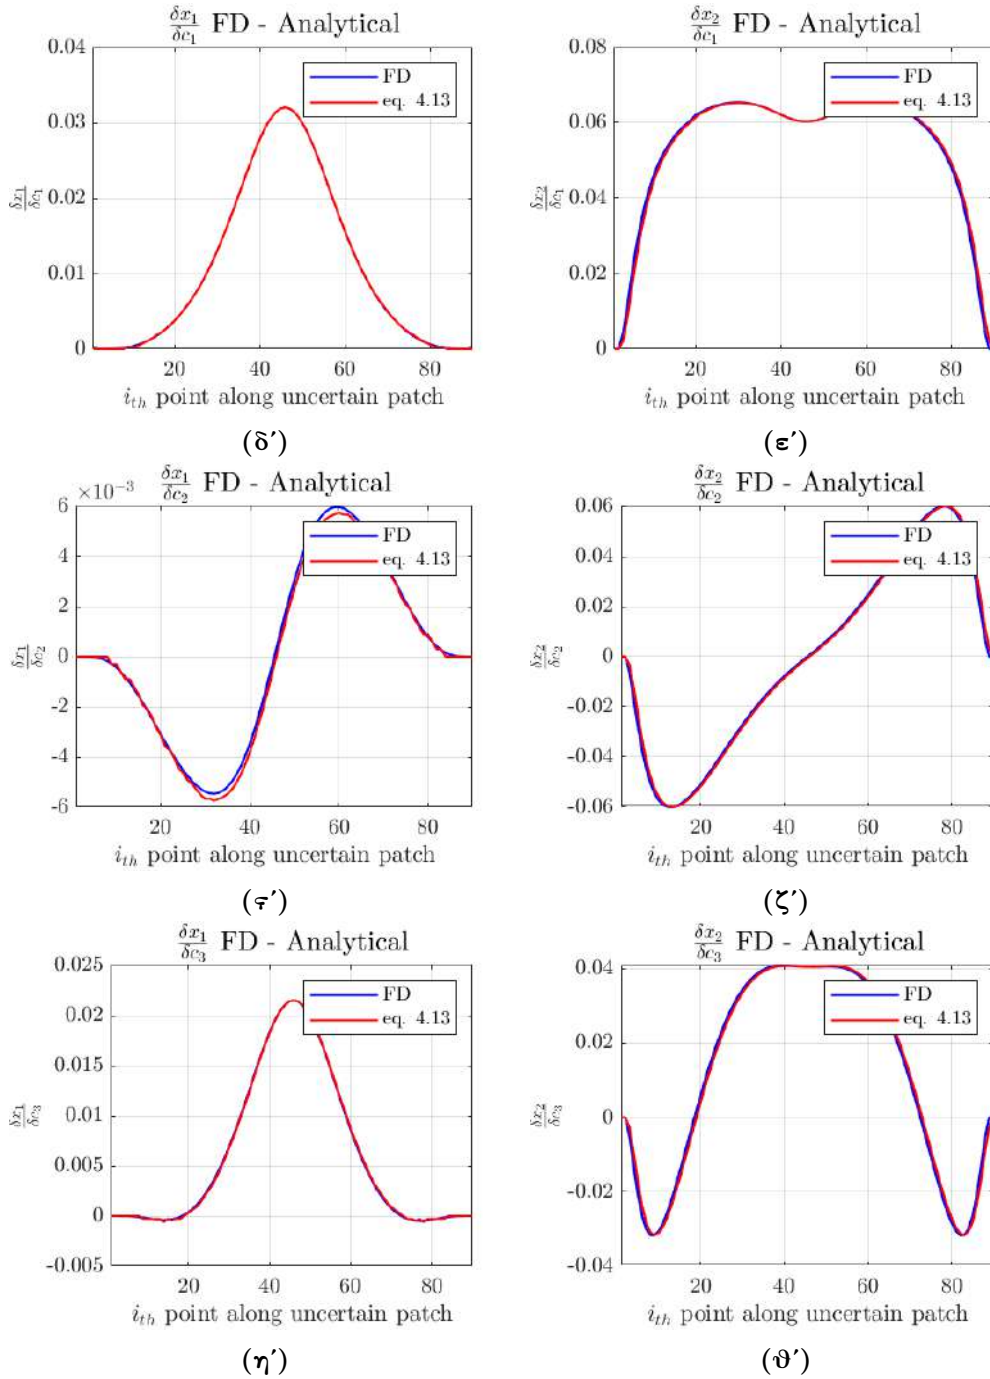 δx₁/δc₁ FD - Analytical
0.04
0.03
0.02
0.01
0
δx₁/δc₁
FD
eq. 4.13
20 40 60 80
i_th point along uncertain patch
(δ΄)
δx₂/δc₁ FD - Analytical
0.08
0.06
0.04
0.02
0
δx₂/δc₁
FD
eq. 4.13
20 40 60 80
i_th point along uncertain patch
(ε΄)
δx₁/δc₂ FD - Analytical
×10⁻³
6
4
2
0
-2
-4
-6
δx₁/δc₂
FD
eq. 4.13
20 40 60 80
i_th point along uncertain patch
(ϛ΄)
δx₂/δc₂ FD - Analytical
0.06
0.04
0.02
0
-0.02
-0.04
-0.06
δx₂/δc₂
FD
eq. 4.13
20 40 60 80
i_th point along uncertain patch
(ζ΄)
δx₁/δc₃ FD - Analytical
0.025
0.02
0.015
0.01
0.005
0
-0.005
δx₁/δc₃
FD
eq. 4.13
20 40 60 80
i_th point along uncertain patch
(η΄)
δx₂/δc₃ FD - Analytical
0.04
0.02
0
-0.02
-0.04
δx₂/δc₃
FD
eq. 4.13
20 40 60 80
i_th point along uncertain patch
(ϑ΄)